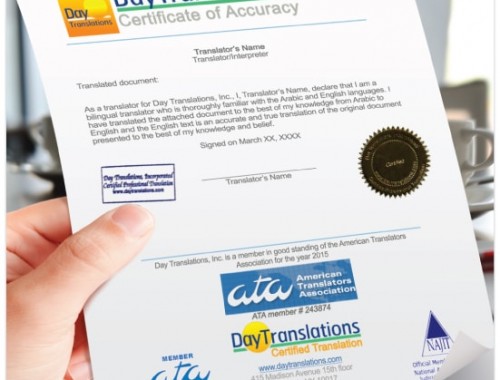 Day
Translations
DayTranslations
Certificate of Accuracy
Translator's Name
Translator/Interpreter
Translated document:
As a translator for Day Translations, Inc., I, Translator's Name, declare that I am a
bilingual translator who is thoroughly familiar with the Arabic and English languages. I
have translated the attached document to the best of my knowledge from Arabic to
English and the English text is an accurate and true translation of the original document
presented to the best of my knowledge and belief.
Signed on March XX, XXXX
Translator's Name
Day Translations, Incorporated
Certified Professional Translation
www.daytranslations.com
Certified
Day Translations, Inc is a member in good standing of the American Translators
Association for the year 2015
ata American
Translators
Association
ATA member # 243874
DayTranslations
Certified Translation
www.daytranslations.com
415 Madison Avenue 15th floor
10017
MEMBER
ata
NAJIT
Official Mem